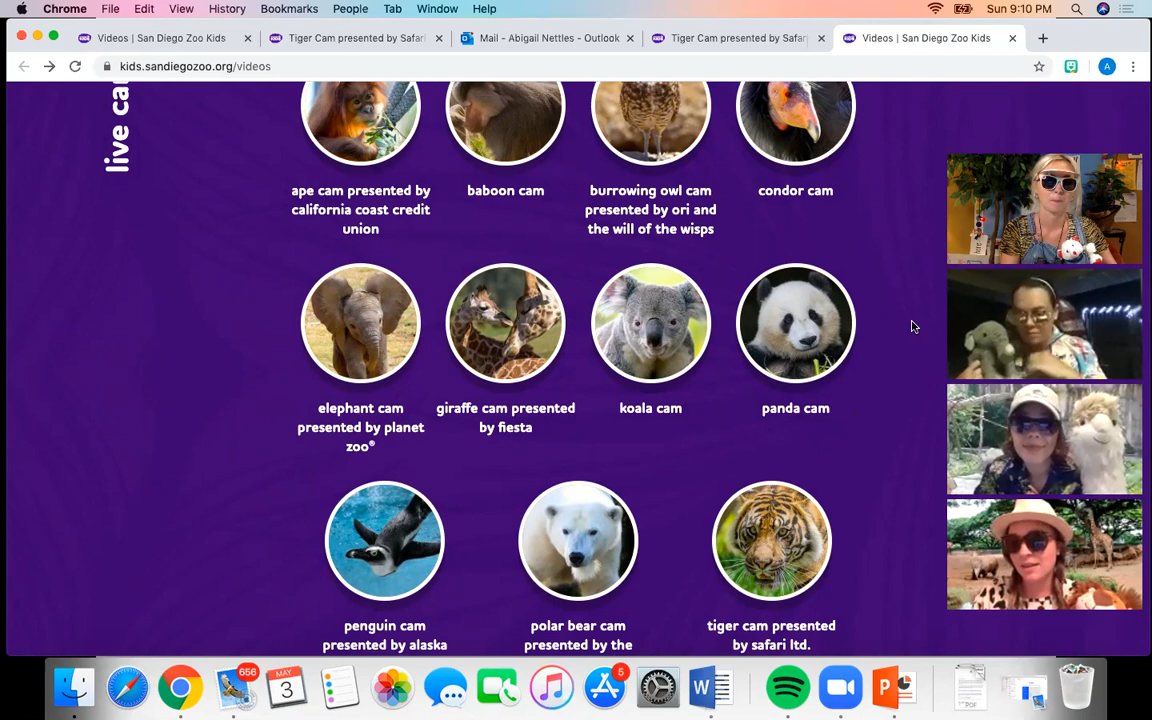 Chrome File Edit View History Bookmarks People Tab Window Help Sun 9:10 PM
Videos | San Diego Zoo Kids Tiger Cam presented by Safari Mail - Abigail Nettles - Outlook Tiger Cam presented by Safari Videos | San Diego Zoo Kids
kids.sandiegozoo.org/videos A
live ca
ape cam presented by
california coast credit
union
baboon cam
burrowing owl cam
presented by ori and
the will of the wisps
condor cam
elephant cam
presented by planet
zoo®
giraffe cam presented
by fiesta
koala cam
panda cam
penguin cam
presented by alaska
polar bear cam
presented by the
tiger cam presented
by safari ltd.
656
MAY
3
5
W
P
PDF